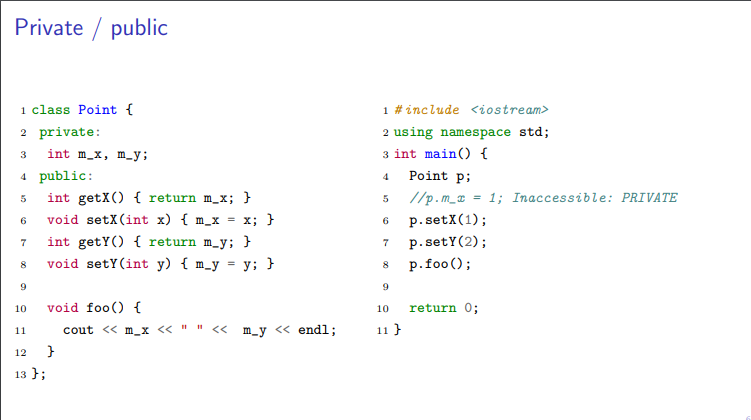 Private / public
1 class Point {
2 private:
3 int m_x, m_y;
4 public:
5 int getX() { return m_x; }
6 void setX(int x) { m_x = x; }
7 int getY() { return m_y; }
8 void setY(int y) { m_y = y; }
9
10 void foo() {
11 cout << m_x << " " << m_y << endl;
12 }
13 };
1 #include <iostream>
2 using namespace std;
3 int main() {
4 Point p;
5 //p.m_x = 1; Inaccessible: PRIVATE
6 p.setX(1);
7 p.setY(2);
8 p.foo();
9
10 return 0;
11 }